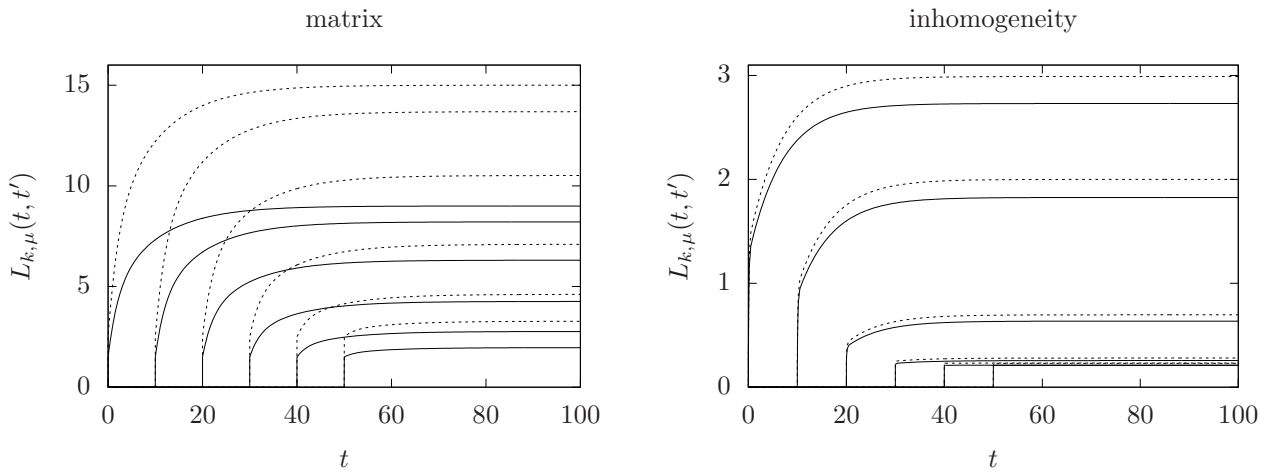 matrix
L_{k,μ}(t, t′)
15
10
5
0
0 20 40 60 80 100
t
inhomogeneity
L_{k,μ}(t, t′)
3
2
1
0
0 20 40 60 80 100
t